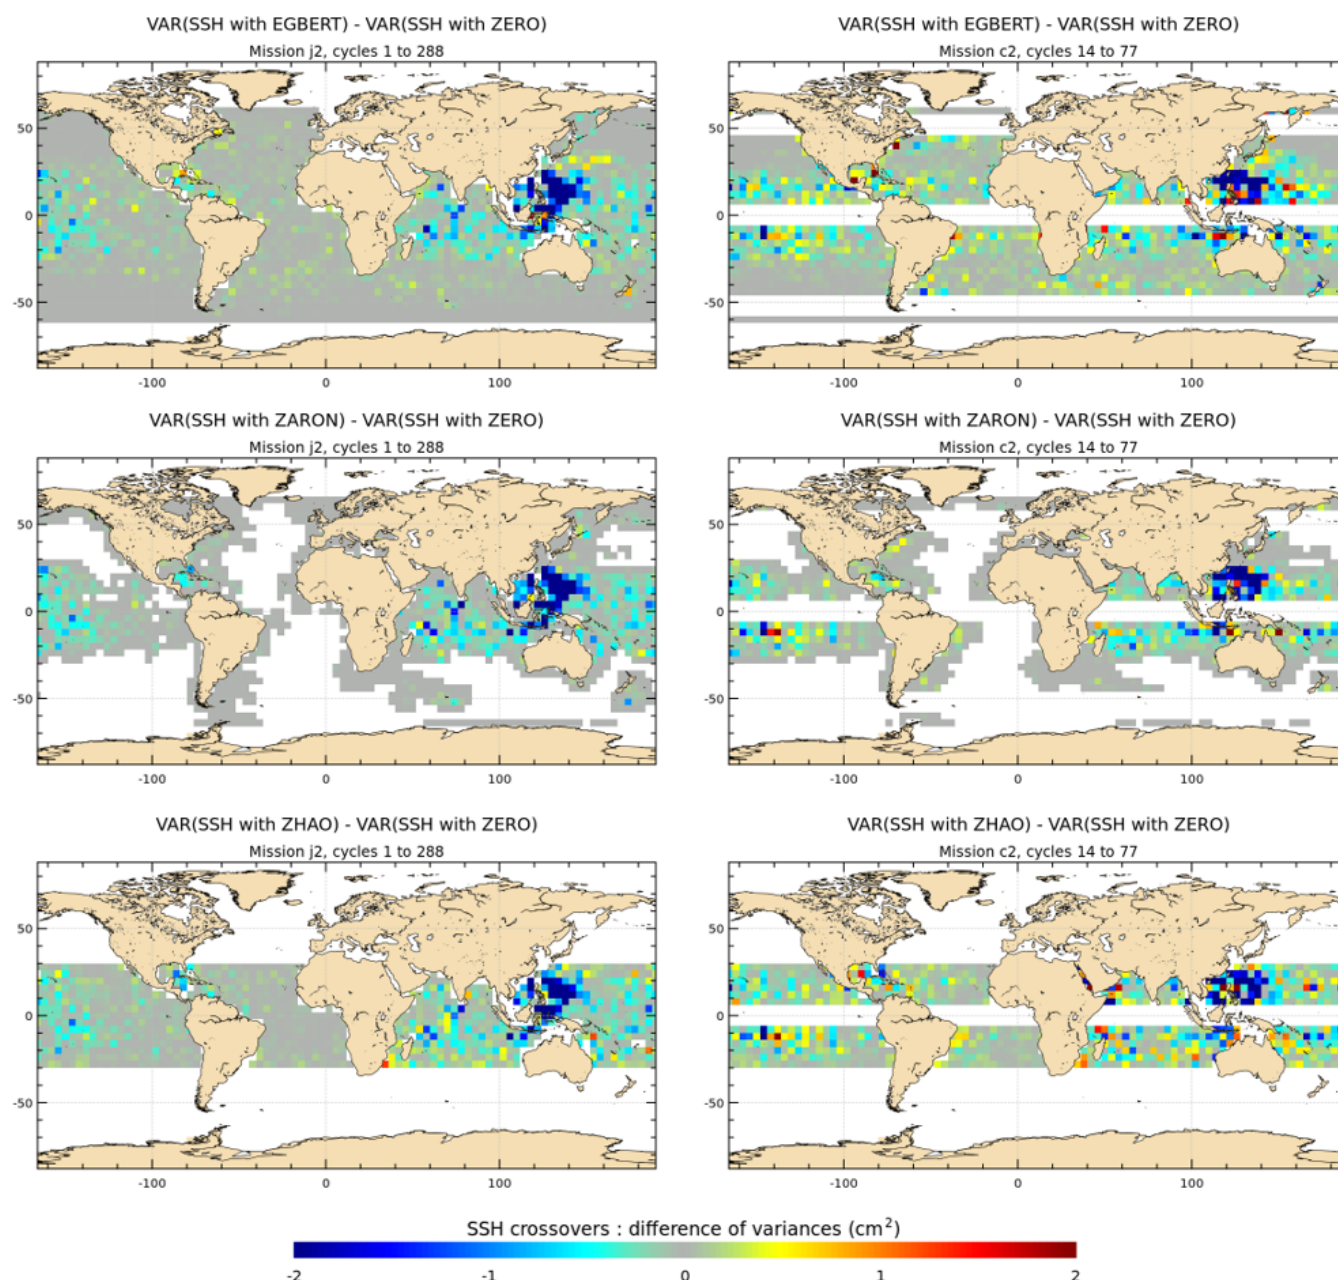 VAR(SSH with EGBERT) - VAR(SSH with ZERO)
Mission j2, cycles 1 to 288
50
0
-50
-100
0
100
VAR(SSH with EGBERT) - VAR(SSH with ZERO)
Mission c2, cycles 14 to 77
50
0
-50
-100
0
100
VAR(SSH with ZARON) - VAR(SSH with ZERO)
Mission j2, cycles 1 to 288
50
0
-50
-100
0
100
VAR(SSH with ZARON) - VAR(SSH with ZERO)
Mission c2, cycles 14 to 77
50
0
-50
-100
0
100
VAR(SSH with ZHAO) - VAR(SSH with ZERO)
Mission j2, cycles 1 to 288
50
0
-50
-100
0
100
VAR(SSH with ZHAO) - VAR(SSH with ZERO)
Mission c2, cycles 14 to 77
50
0
-50
-100
0
100
SSH crossovers : difference of variances (cm²)
-2 -1 0 1 2